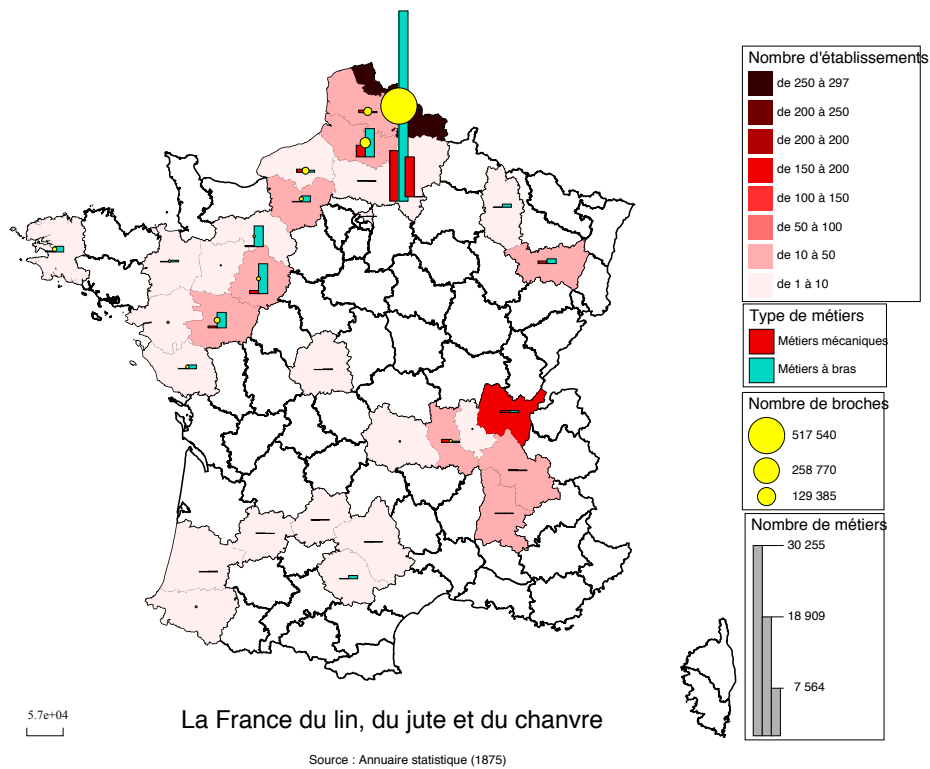 Nombre d'établissements
de 250 à 297
de 200 à 250
de 200 à 200
de 150 à 200
de 100 à 150
de 50 à 100
de 10 à 50
de 1 à 10
Type de métiers
Métiers mécaniques
Métiers à bras
Nombre de broches
517 540
258 770
129 385
Nombre de métiers
30 255
18 909
7 564
5.7e+04
La France du lin, du jute et du chanvre
Source : Annuaire statistique (1875)